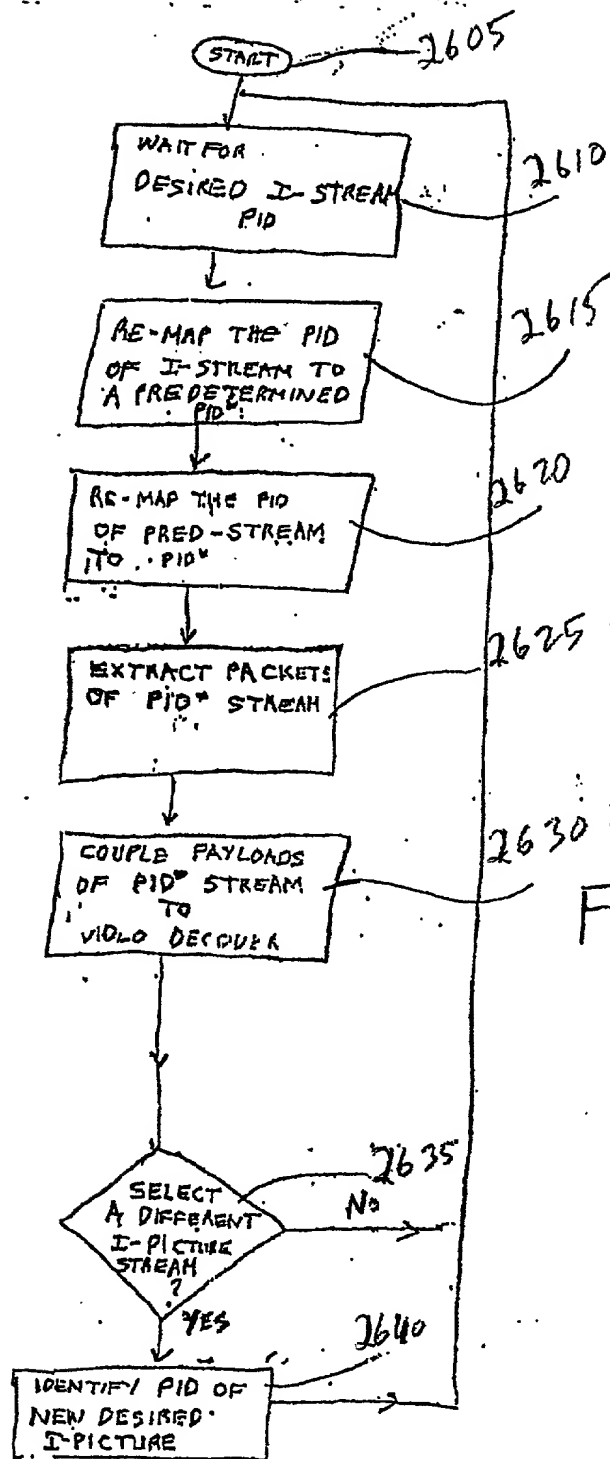 START
2605
WAIT FOR
DESIRED I-STREAM
PID
2610
RE-MAP THE PID
OF I-STREAM TO
A PREDETERMINED
PID*
2615
RE-MAP THE PID
OF PRED-STREAM
TO PID*
2620
EXTRACT PACKETS
OF PID* STREAM
2625
COUPLE PAYLOADS
OF PID* STREAM
TO
VIDEO DECODER
2630
F
SELECT
A DIFFERENT
I-PICTURE
STREAM
?
2635
No
YES
IDENTIFY PID OF
NEW DESIRED
I-PICTURE
2640